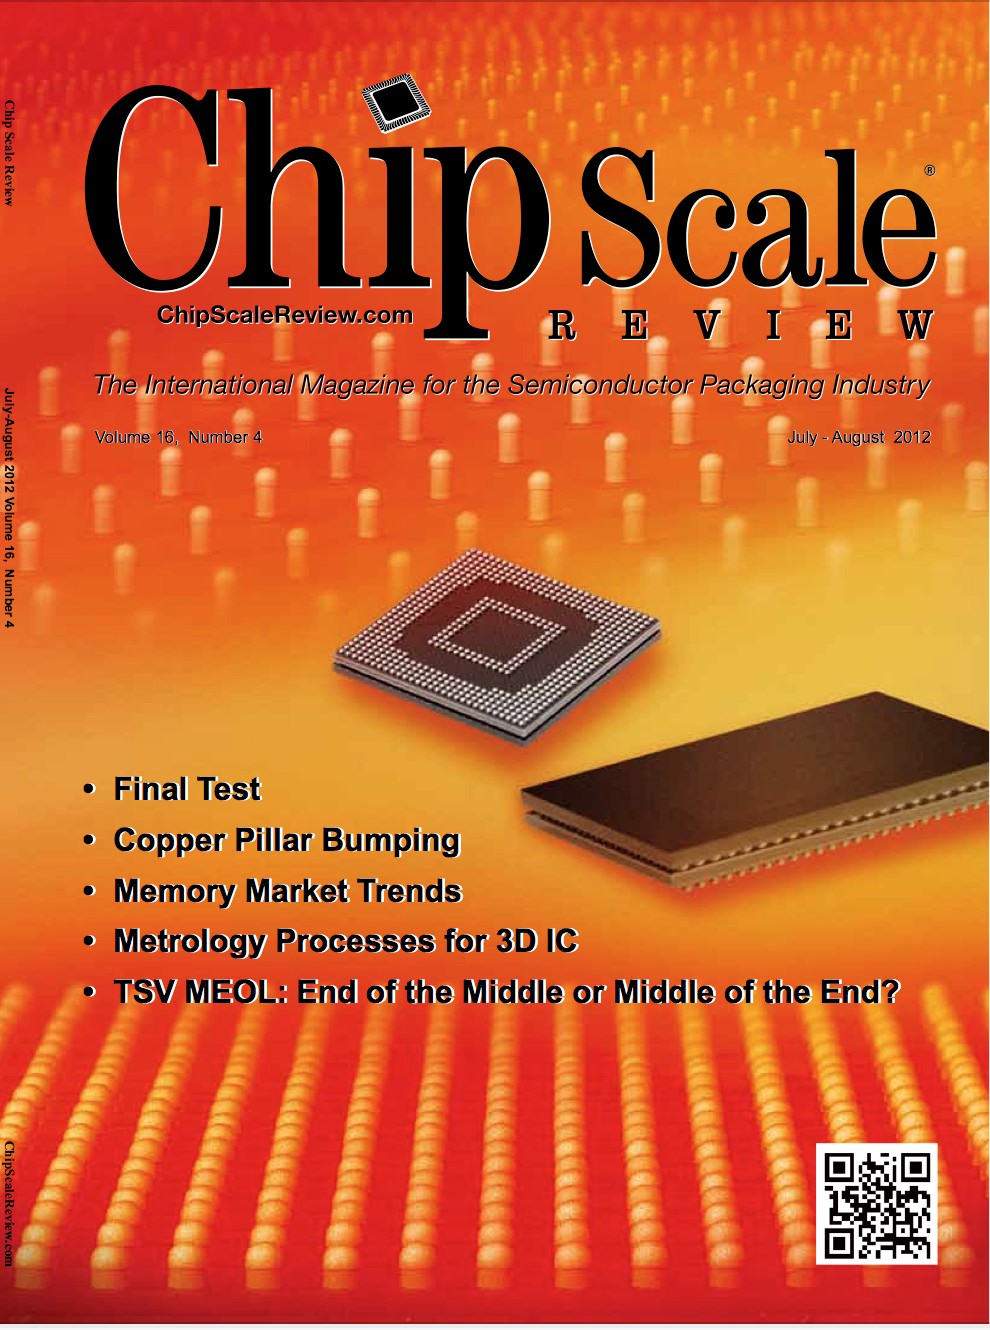 Chip Scale®
ChipScaleReview.com
REVIEW
The International Magazine for the Semiconductor Packaging Industry
Volume 16, Number 4
July - August 2012
• Final Test
• Copper Pillar Bumping
• Memory Market Trends
• Metrology Processes for 3D IC
• TSV MEOL: End of the Middle or Middle of the End?
Chip Scale Review
July-August 2012 Volume 16, Number 4
ChipScaleReview.com